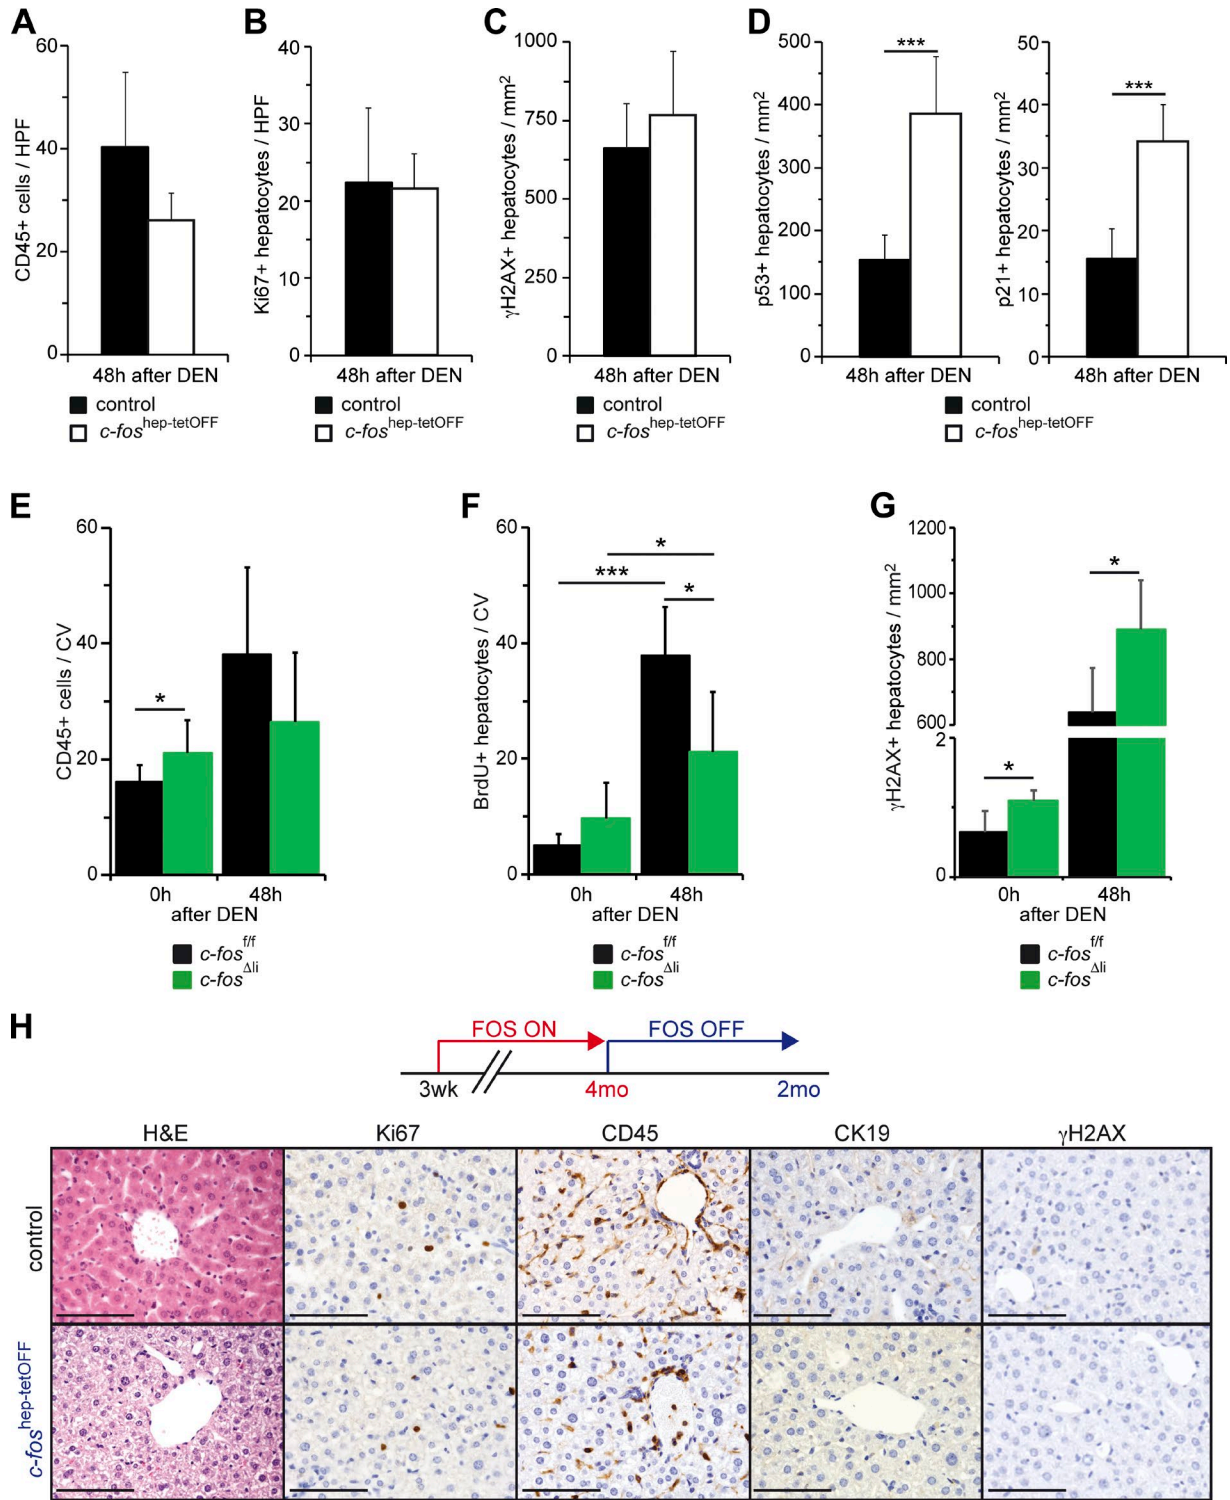 A
60
40
20
0
CD45+ cells / HPF
48h after DEN
control
c-fos hep-tetOFF
B
40
30
20
10
0
Ki67+ hepatocytes / HPF
48h after DEN
control
c-fos hep-tetOFF
C
1000
750
500
250
0
γH2AX+ hepatocytes / mm2
48h after DEN
control
c-fos hep-tetOFF
D
500
400
300
200
100
0
p53+ hepatocytes / mm2
***
48h after DEN
50
40
30
20
10
0
p21+ hepatocytes / mm2
***
48h after DEN
control
c-fos hep-tetOFF
E
60
40
20
0
CD45+ cells / CV
*
0h 48h
after DEN
c-fos f/f
c-fos Δli
F
60
40
20
0
BrdU+ hepatocytes / CV
*
***
*
0h 48h
after DEN
c-fos f/f
c-fos Δli
G
1200
1000
800
600
2
0
γH2AX+ hepatocytes / mm2
*
*
0h 48h
after DEN
c-fos f/f
c-fos Δli
H
FOS ON FOS OFF
3wk 4mo 2mo
H&E Ki67 CD45 CK19 γH2AX
control
c-fos hep-tetOFF